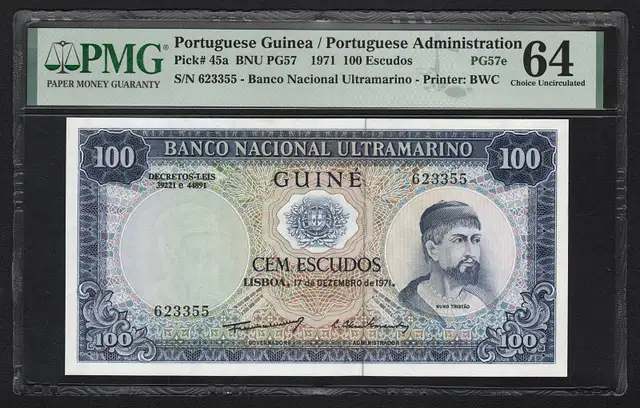 PMG
PAPER MONEY GUARANTY
Portuguese Guinea / Portuguese Administration
Pick# 45a BNU PG57 1971 100 Escudos PG57e
S/N 623355 - Banco Nacional Ultramarino - Printer: BWC
64
Choice Uncirculated
100 BANCO NACIONAL ULTRAMARINO 100
DECRETOS-LEIS
39221 e 44891
GUINÉ
623355
CEM ESCUDOS
LISBOA, 17 de DEZEMBRO de 1971.
623355
NUNO TRISTÃO
GOVERNADOR
ADMINISTRADOR
100 100